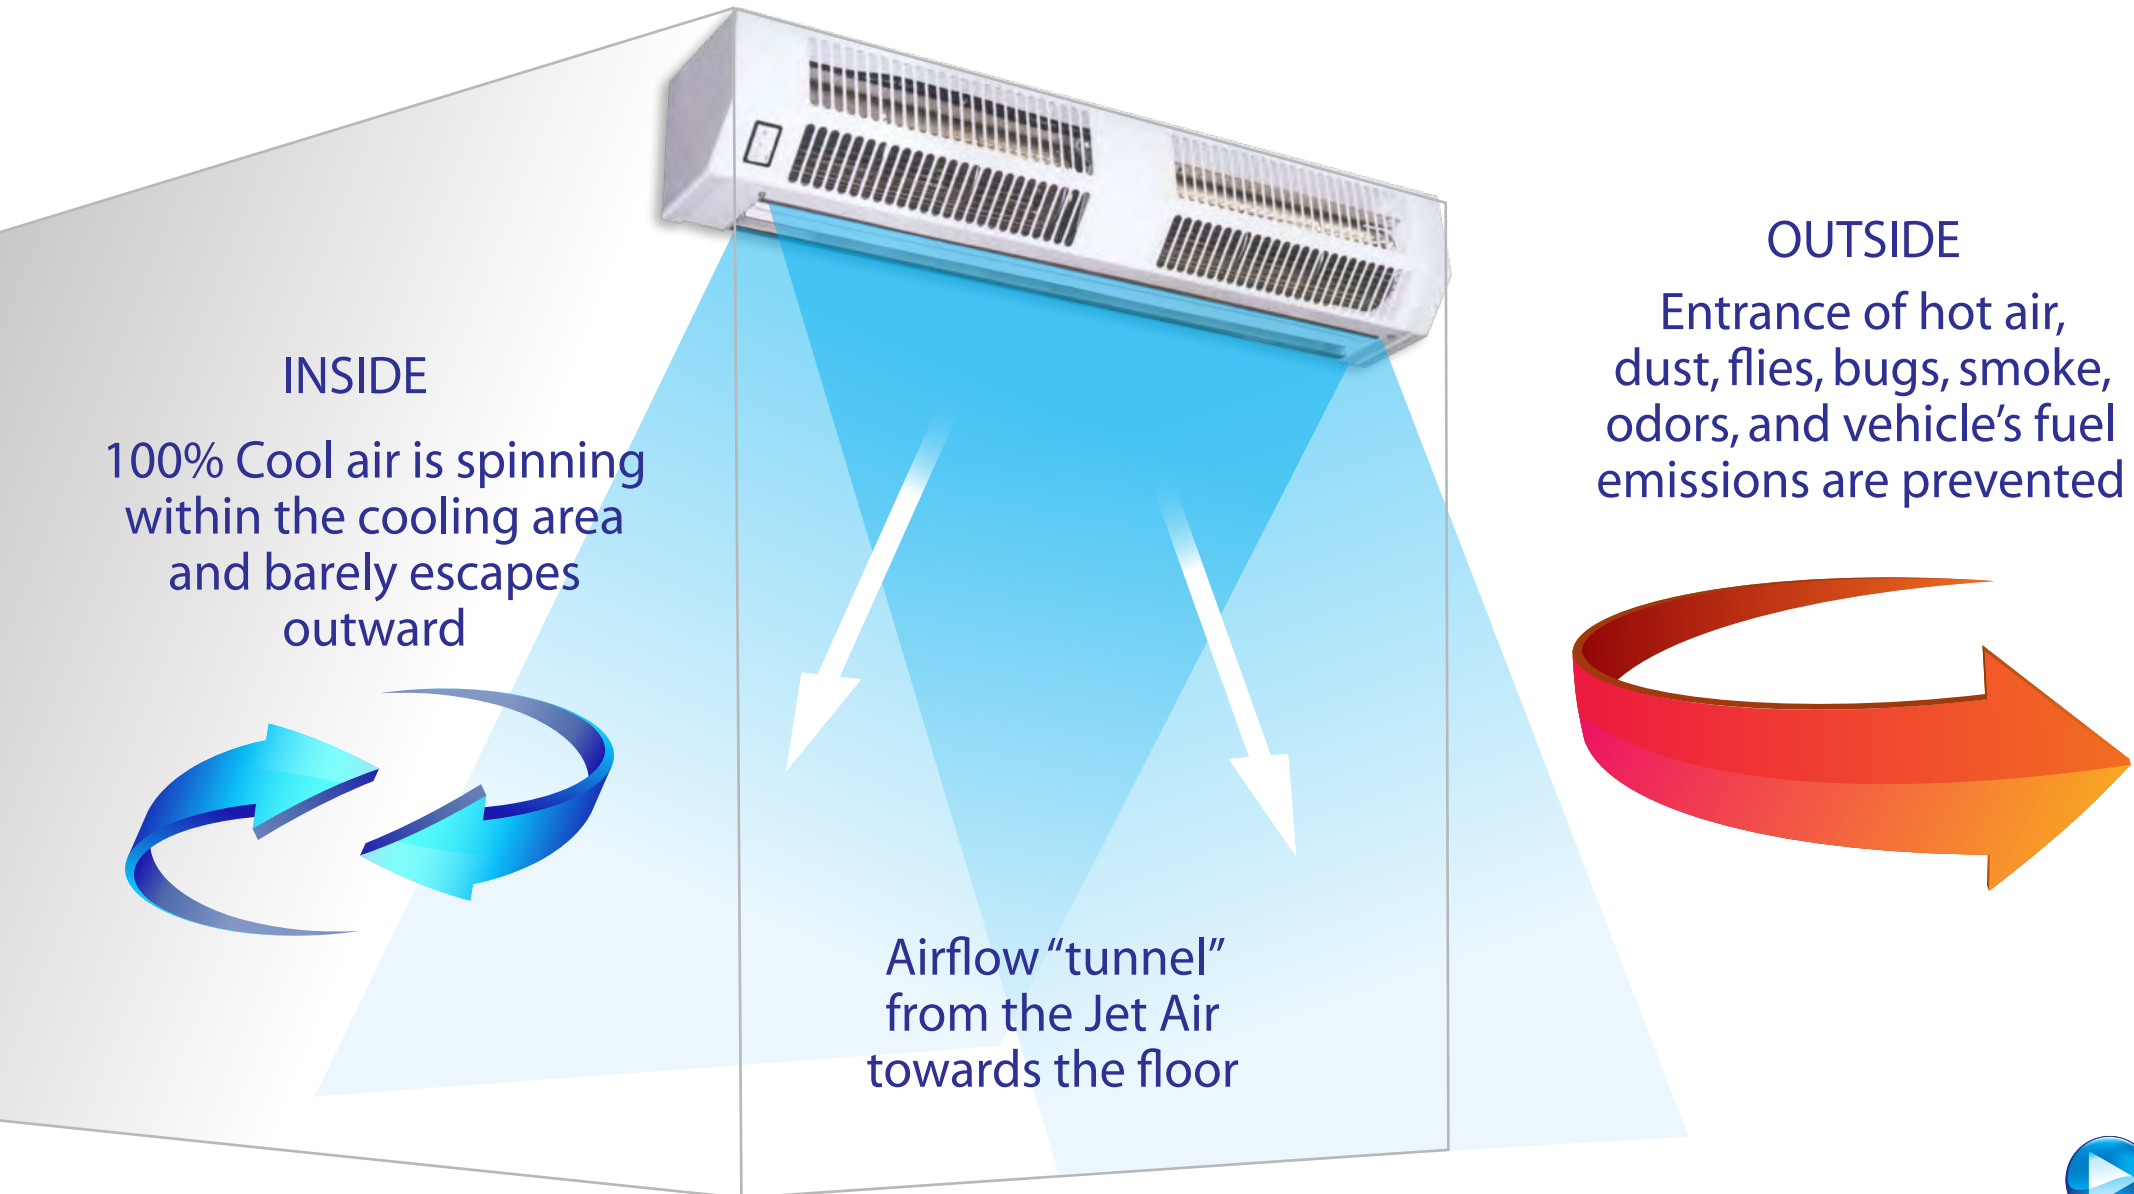 INSIDE
100% Cool air is spinning
within the cooling area
and barely escapes
outward
Airflow “tunnel”
from the Jet Air
towards the floor
OUTSIDE
Entrance of hot air,
dust, flies, bugs, smoke,
odors, and vehicle’s fuel
emissions are prevented